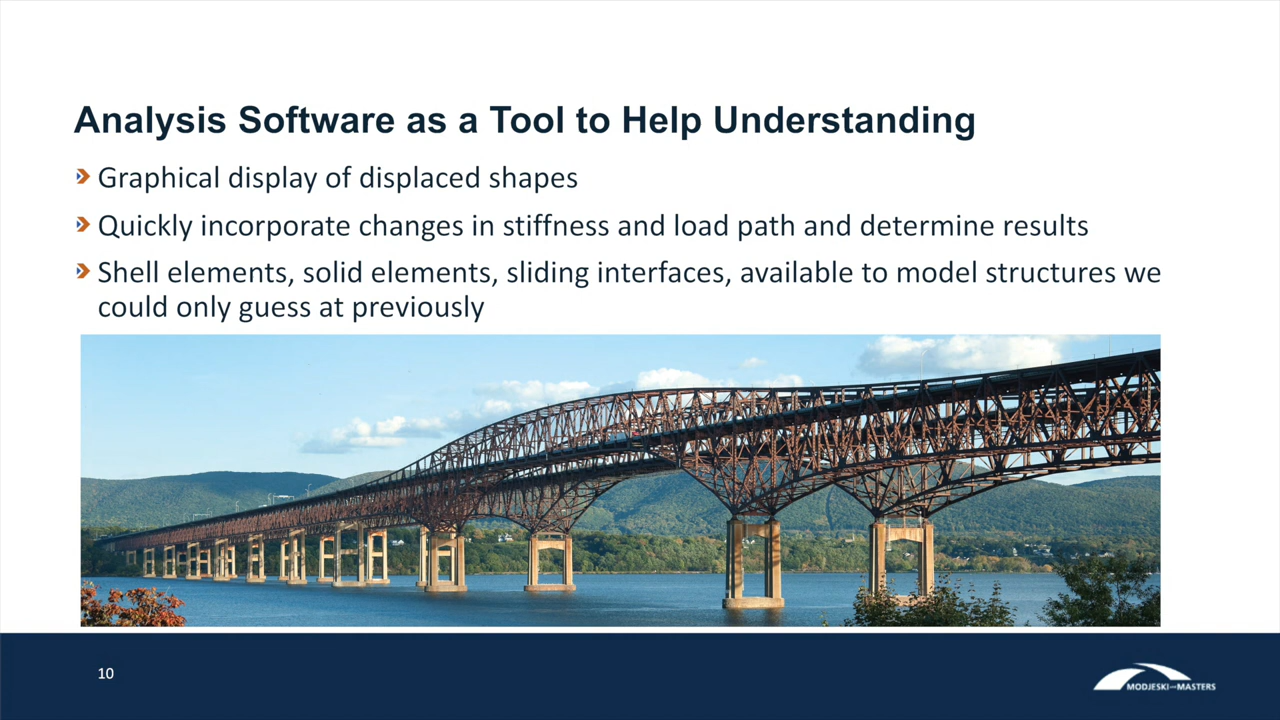 Analysis Software as a Tool to Help Understanding
Graphical display of displaced shapes
Quickly incorporate changes in stiffness and load path and determine results
Shell elements, solid elements, sliding interfaces, available to model structures we
could only guess at previously
10
MODJESKI and MASTERS